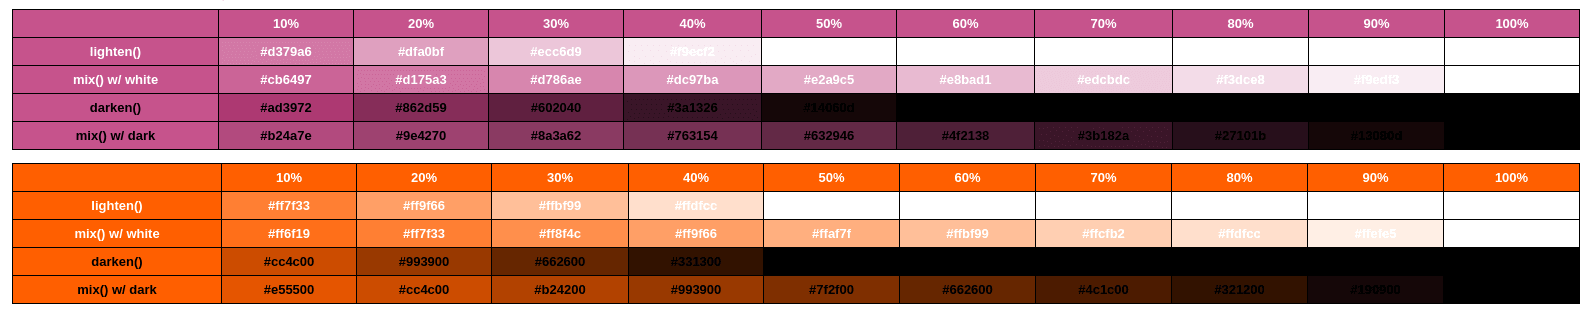 10% 20% 30% 40% 50% 60% 70% 80% 90% 100%
lighten() #d379a6 #dfa0bf #ecc6d9 #f9ecf2
mix() w/ white #cb6497 #d175a3 #d786ae #dc97ba #e2a9c5 #e8bad1 #edcbdc #f3dce8 #f9edf3
darken() #ad3972 #862d59 #602040 #3a1326 #14060d
mix() w/ dark #b24a7e #9e4270 #8a3a62 #763154 #632946 #4f2138 #3b182a #27101b
10% 20% 30% 40% 50% 60% 70% 80% 90% 100%
lighten() #ff7f33 #ff9f66 #ffbf99 #ffdfcc
mix() w/ white #ff6f19 #ff7f33 #ff8f4c #ff9f66 #ffaf7f #ffbf99 #ffcfb2 #ffdfcc #ffefe5
darken() #cc4c00 #993900 #662600 #331300
mix() w/ dark #e55500 #cc4c00 #b24200 #993900 #7f2f00 #662600 #4c1c00 #321200 #190900